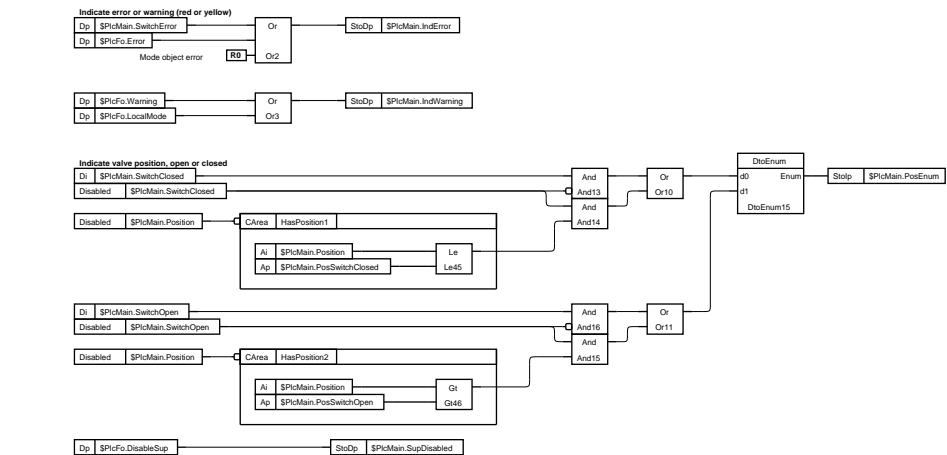 Indicate error or warning (red or yellow)
Dp $PlcMain.SwitchError
Dp $PlcFo.Error
Mode object error R0
Or
Or2
StoDp $PlcMain.IndError
Dp $PlcFo.Warning
Dp $PlcFo.LocalMode
Or
Or3
StoDp $PlcMain.IndWarning
Indicate valve position, open or closed
Di $PlcMain.SwitchClosed
Disabled $PlcMain.SwitchClosed
And
And13
And
And14
Or
Or10
DtoEnum
d0 Enum
d1
DtoEnum15
StoIp $PlcMain.PosEnum
Disabled $PlcMain.Position
CArea HasPosition1
Ai $PlcMain.Position
Ap $PlcMain.PosSwitchClosed
Le
Le45
Di $PlcMain.SwitchOpen
Disabled $PlcMain.SwitchOpen
And
And16
And
And15
Or
Or11
Disabled $PlcMain.Position
CArea HasPosition2
Ai $PlcMain.Position
Ap $PlcMain.PosSwitchOpen
Gt
Gt46
Dp $PlcFo.DisableSup
StoDp $PlcMain.SupDisabled